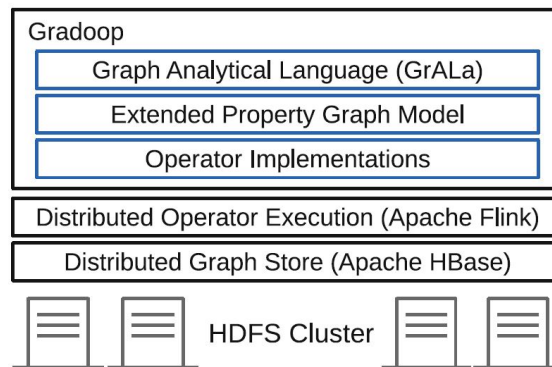 Gradoop
Graph Analytical Language (GrALa)
Extended Property Graph Model
Operator Implementations
Distributed Operator Execution (Apache Flink)
Distributed Graph Store (Apache HBase)
HDFS Cluster